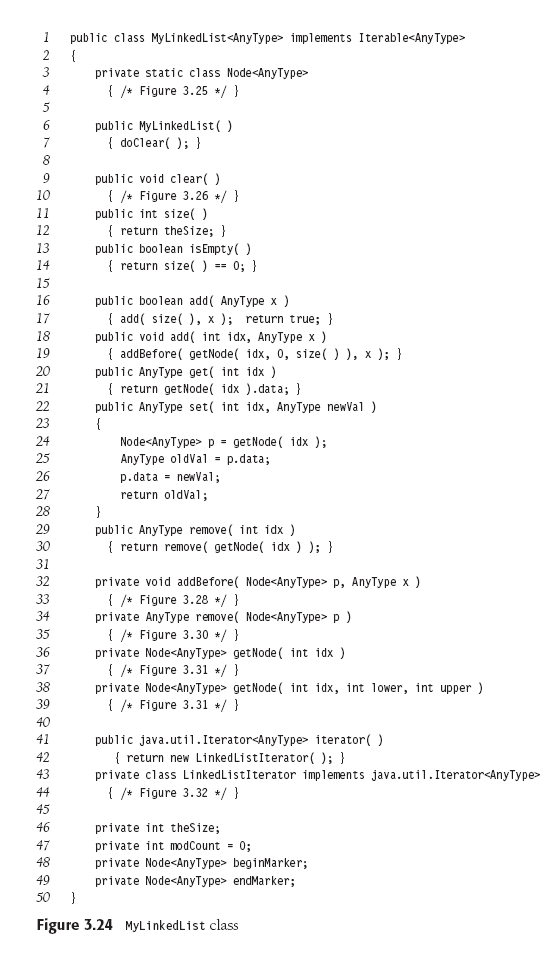 1 public class MyLinkedList<AnyType> implements Iterable<AnyType>
2 {
3 private static class Node<AnyType>
4 { /* Figure 3.25 */ }
5
6 public MyLinkedList( )
7 { doClear( ); }
8
9 public void clear( )
10 { /* Figure 3.26 */ }
11 public int size( )
12 { return theSize; }
13 public boolean isEmpty( )
14 { return size( ) == 0; }
15
16 public boolean add( AnyType x )
17 { add( size( ), x ); return true; }
18 public void add( int idx, AnyType x )
19 { addBefore( getNode( idx, 0, size( ) ), x ); }
20 public AnyType get( int idx )
21 { return getNode( idx ).data; }
22 public AnyType set( int idx, AnyType newVal )
23 {
24 Node<AnyType> p = getNode( idx );
25 AnyType oldVal = p.data;
26 p.data = newVal;
27 return oldVal;
28 }
29 public AnyType remove( int idx )
30 { return remove( getNode( idx ) ); }
31
32 private void addBefore( Node<AnyType> p, AnyType x )
33 { /* Figure 3.28 */ }
34 private AnyType remove( Node<AnyType> p )
35 { /* Figure 3.30 */ }
36 private Node<AnyType> getNode( int idx )
37 { /* Figure 3.31 */ }
38 private Node<AnyType> getNode( int idx, int lower, int upper )
39 { /* Figure 3.31 */ }
40
41 public java.util.Iterator<AnyType> iterator( )
42 { return new LinkedListIterator( ); }
43 private class LinkedListIterator implements java.util.Iterator<AnyType>
44 { /* Figure 3.32 */ }
45
46 private int theSize;
47 private int modCount = 0;
48 private Node<AnyType> beginMarker;
49 private Node<AnyType> endMarker;
50 }
Figure 3.24 MyLinkedList class